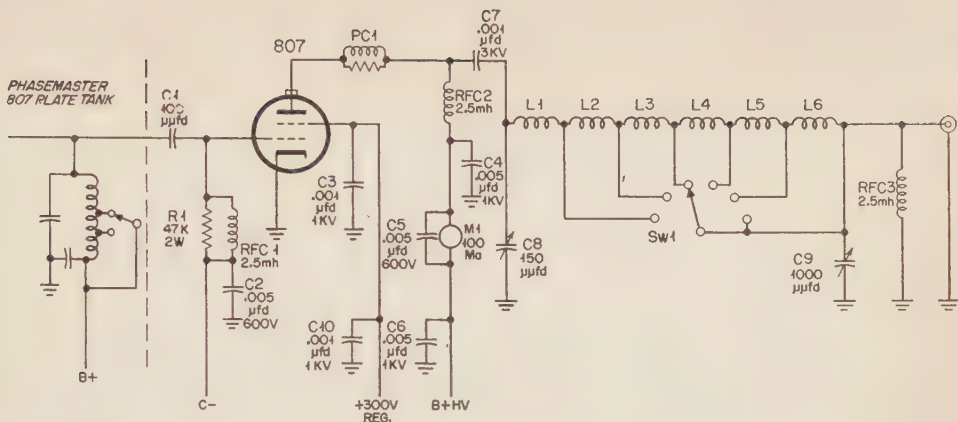 PHASEMASTER
807 RLATE TANK
C1
100
µµfd
807
PC1
C7
.001
µfd
3KV
RFC2
2.5mh
L1
L2
L3
L4
L5
L6
R1
47K
2W
RFC1
2.5mh
C2
.005
µfd
600V
C3
.001
µfd
1KV
C4
.005
µfd
1KV
C5
.005
µfd
600V
M1
100
Ma
C8
150
µµfd
SW1
C9
1000
µµfd
RFC3
2.5mh
C10
.001
µfd
1KV
C6
.005
µfd
1KV
B+
C–
+300V
REG.
B+HV